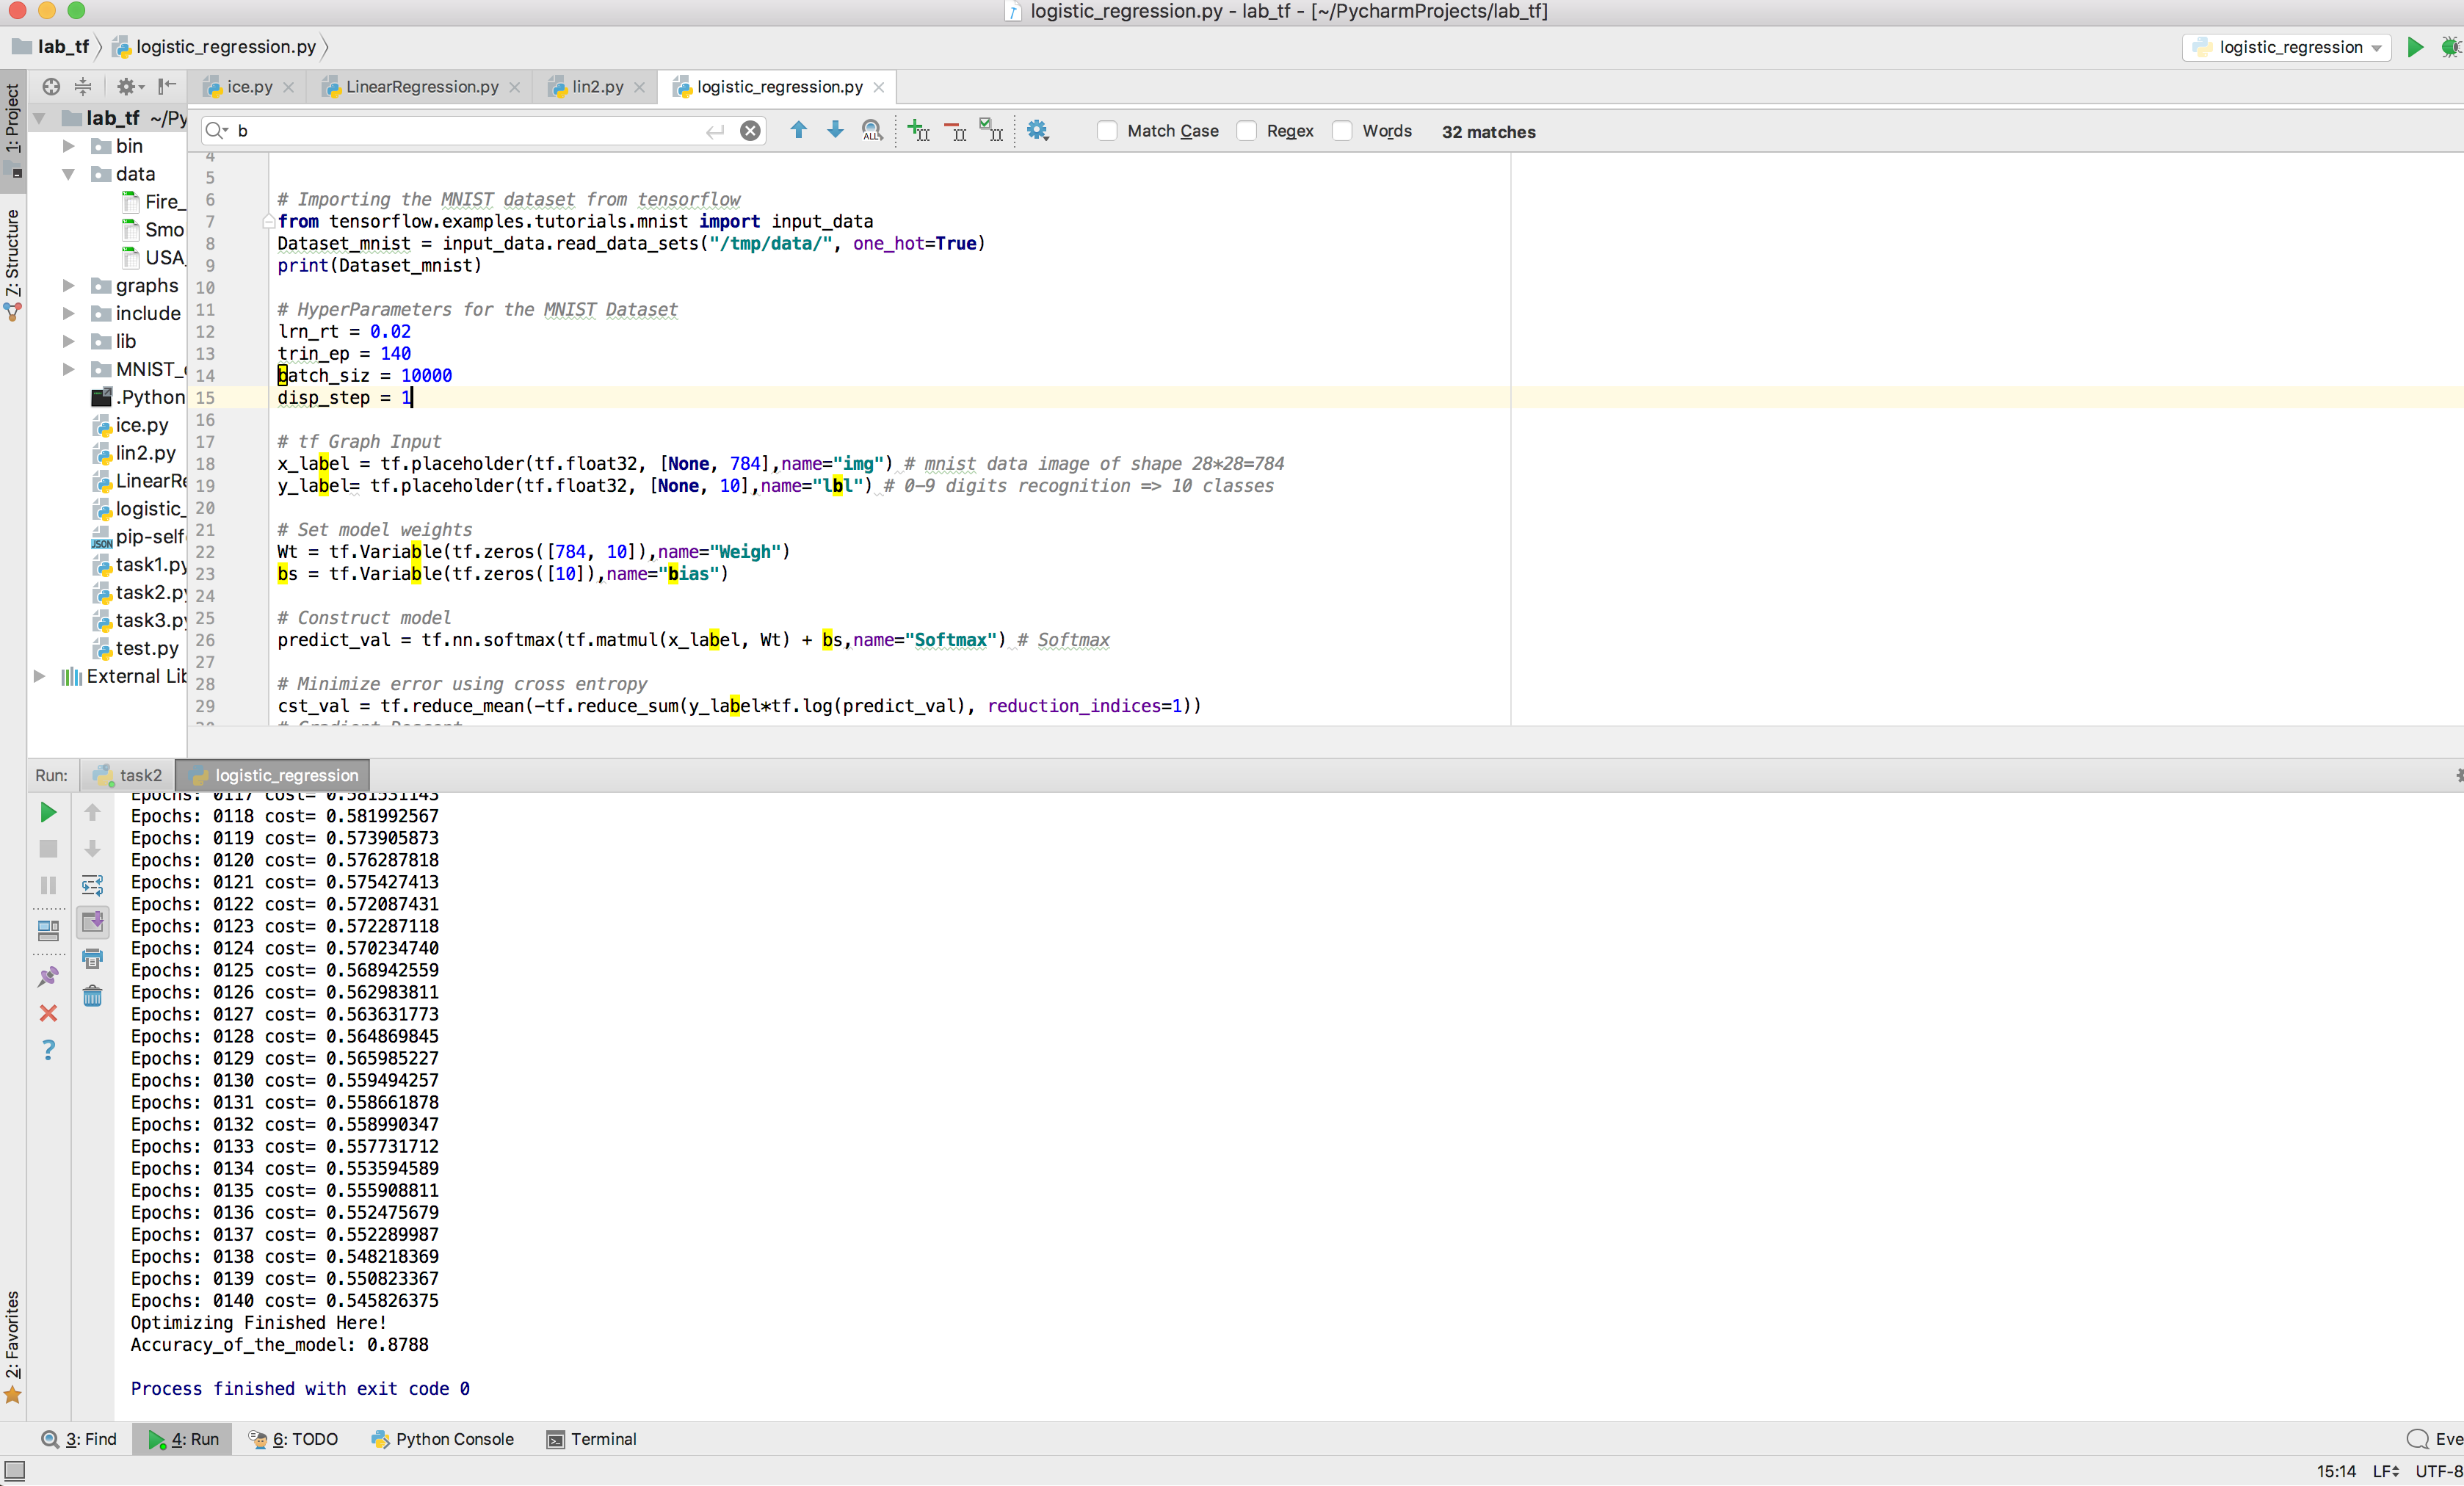 logistic_regression.py - lab_tf - [~/PycharmProjects/lab_tf]
lab_tf logistic_regression.py
logistic_regression
1: Project
Z: Structure
2: Favorites
ice.py LinearRegression.py lin2.py logistic_regression.py
lab_tf ~/Py
b
ALL
Match Case Regex Words 32 matches
bin
data
Fire_
Smo
USA_
graphs
include
lib
MNIST_
.Python
ice.py
lin2.py
LinearRe
logistic_
pip-self
task1.py
task2.py
task3.py
test.py
External Lib
4
5
6 # Importing the MNIST dataset from tensorflow
7 from tensorflow.examples.tutorials.mnist import input_data
8 Dataset_mnist = input_data.read_data_sets("/tmp/data/", one_hot=True)
9 print(Dataset_mnist)
10
11 # HyperParameters for the MNIST Dataset
12 lrn_rt = 0.02
13 trin_ep = 140
14 batch_siz = 10000
15 disp_step = 1
16
17 # tf Graph Input
18 x_label = tf.placeholder(tf.float32, [None, 784],name="img") # mnist data image of shape 28*28=784
19 y_label= tf.placeholder(tf.float32, [None, 10],name="lbl") # 0-9 digits recognition => 10 classes
20
21 # Set model weights
22 Wt = tf.Variable(tf.zeros([784, 10]),name="Weigh")
23 bs = tf.Variable(tf.zeros([10]),name="bias")
24
25 # Construct model
26 predict_val = tf.nn.softmax(tf.matmul(x_label, Wt) + bs,name="Softmax") # Softmax
27
28 # Minimize error using cross entropy
29 cst_val = tf.reduce_mean(-tf.reduce_sum(y_label*tf.log(predict_val), reduction_indices=1))
30 # Gradient Descent
Run: task2 logistic_regression
Epochs: 0117 cost= 0.581531143
Epochs: 0118 cost= 0.581992567
Epochs: 0119 cost= 0.573905873
Epochs: 0120 cost= 0.576287818
Epochs: 0121 cost= 0.575427413
Epochs: 0122 cost= 0.572087431
Epochs: 0123 cost= 0.572287118
Epochs: 0124 cost= 0.570234740
Epochs: 0125 cost= 0.568942559
Epochs: 0126 cost= 0.562983811
Epochs: 0127 cost= 0.563631773
Epochs: 0128 cost= 0.564869845
Epochs: 0129 cost= 0.565985227
Epochs: 0130 cost= 0.559494257
Epochs: 0131 cost= 0.558661878
Epochs: 0132 cost= 0.558990347
Epochs: 0133 cost= 0.557731712
Epochs: 0134 cost= 0.553594589
Epochs: 0135 cost= 0.555908811
Epochs: 0136 cost= 0.552475679
Epochs: 0137 cost= 0.552289987
Epochs: 0138 cost= 0.548218369
Epochs: 0139 cost= 0.550823367
Epochs: 0140 cost= 0.545826375
Optimizing Finished Here!
Accuracy_of_the_model: 0.8788
Process finished with exit code 0
3: Find 4: Run 6: TODO Python Console Terminal
Eve
15:14 LF UTF-8